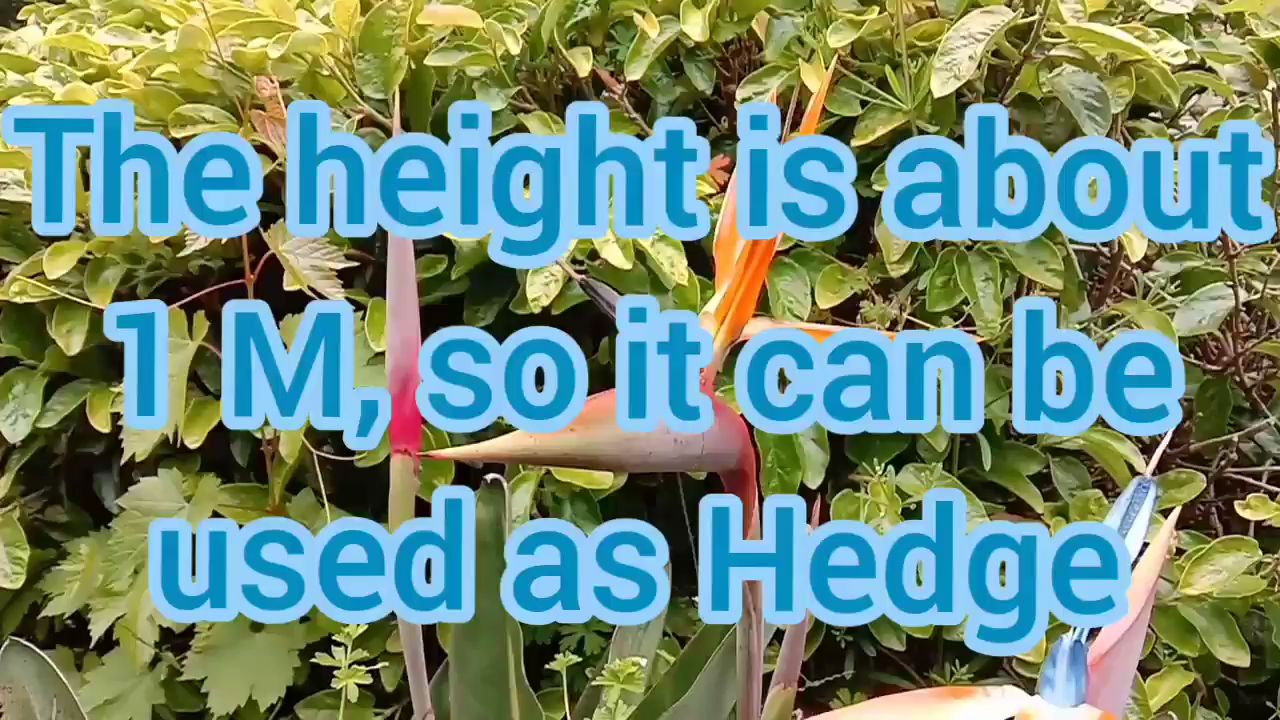 The height is about
1 M, so it can be
used as Hedge